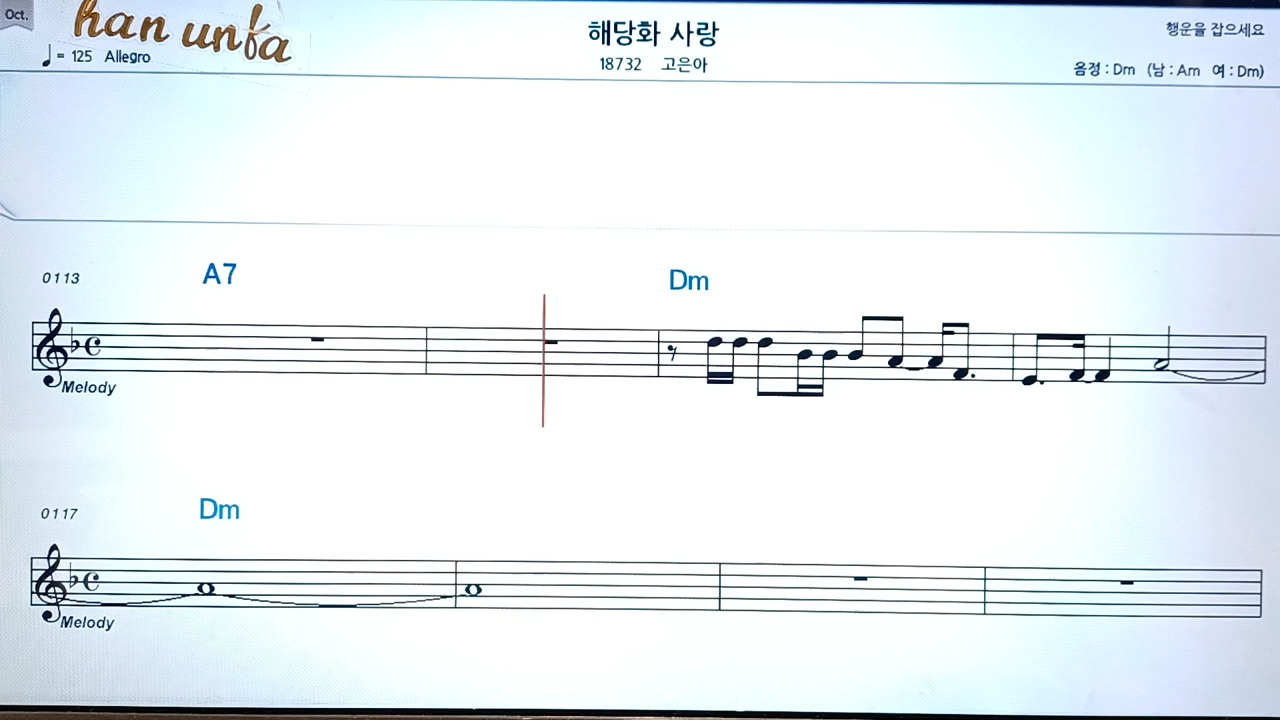 Oct.
han unfa
♩= 125 Allegro
해당화 사랑
18732 고은아
행운을 잡으세요
음정 : Dm (남 : Am 여 : Dm)
0113
A7
Dm
Melody
0117
Dm
Melody